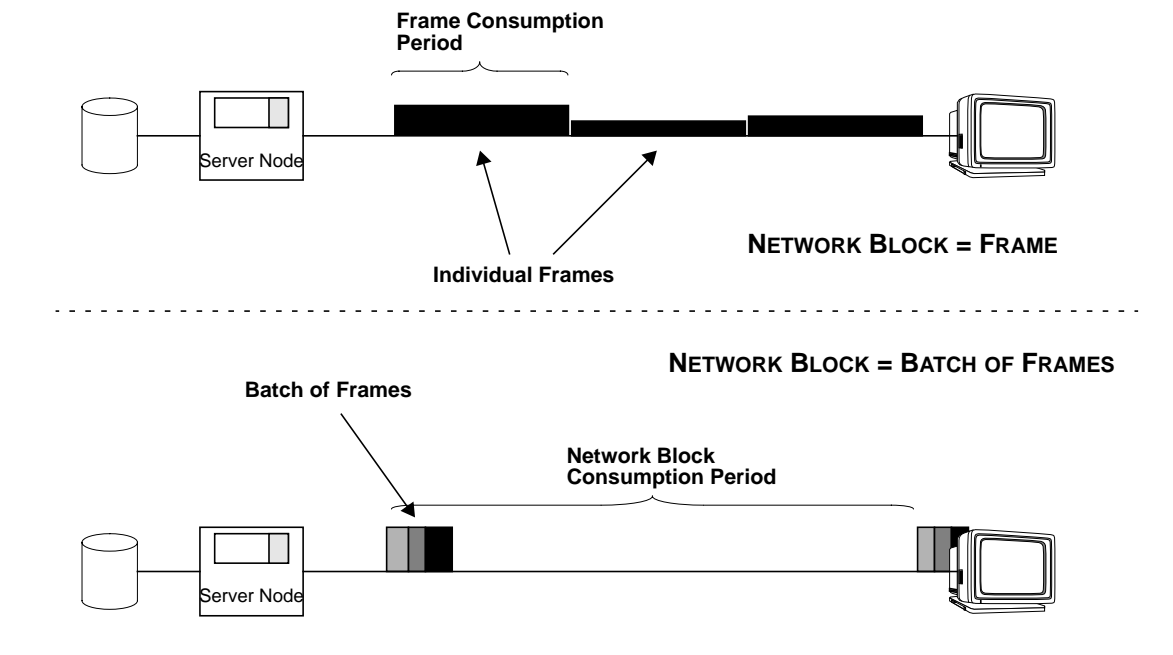 Frame Consumption
Period
Server Node
NETWORK BLOCK = FRAME
Individual Frames
NETWORK BLOCK = BATCH OF FRAMES
Batch of Frames
Network Block
Consumption Period
Server Node